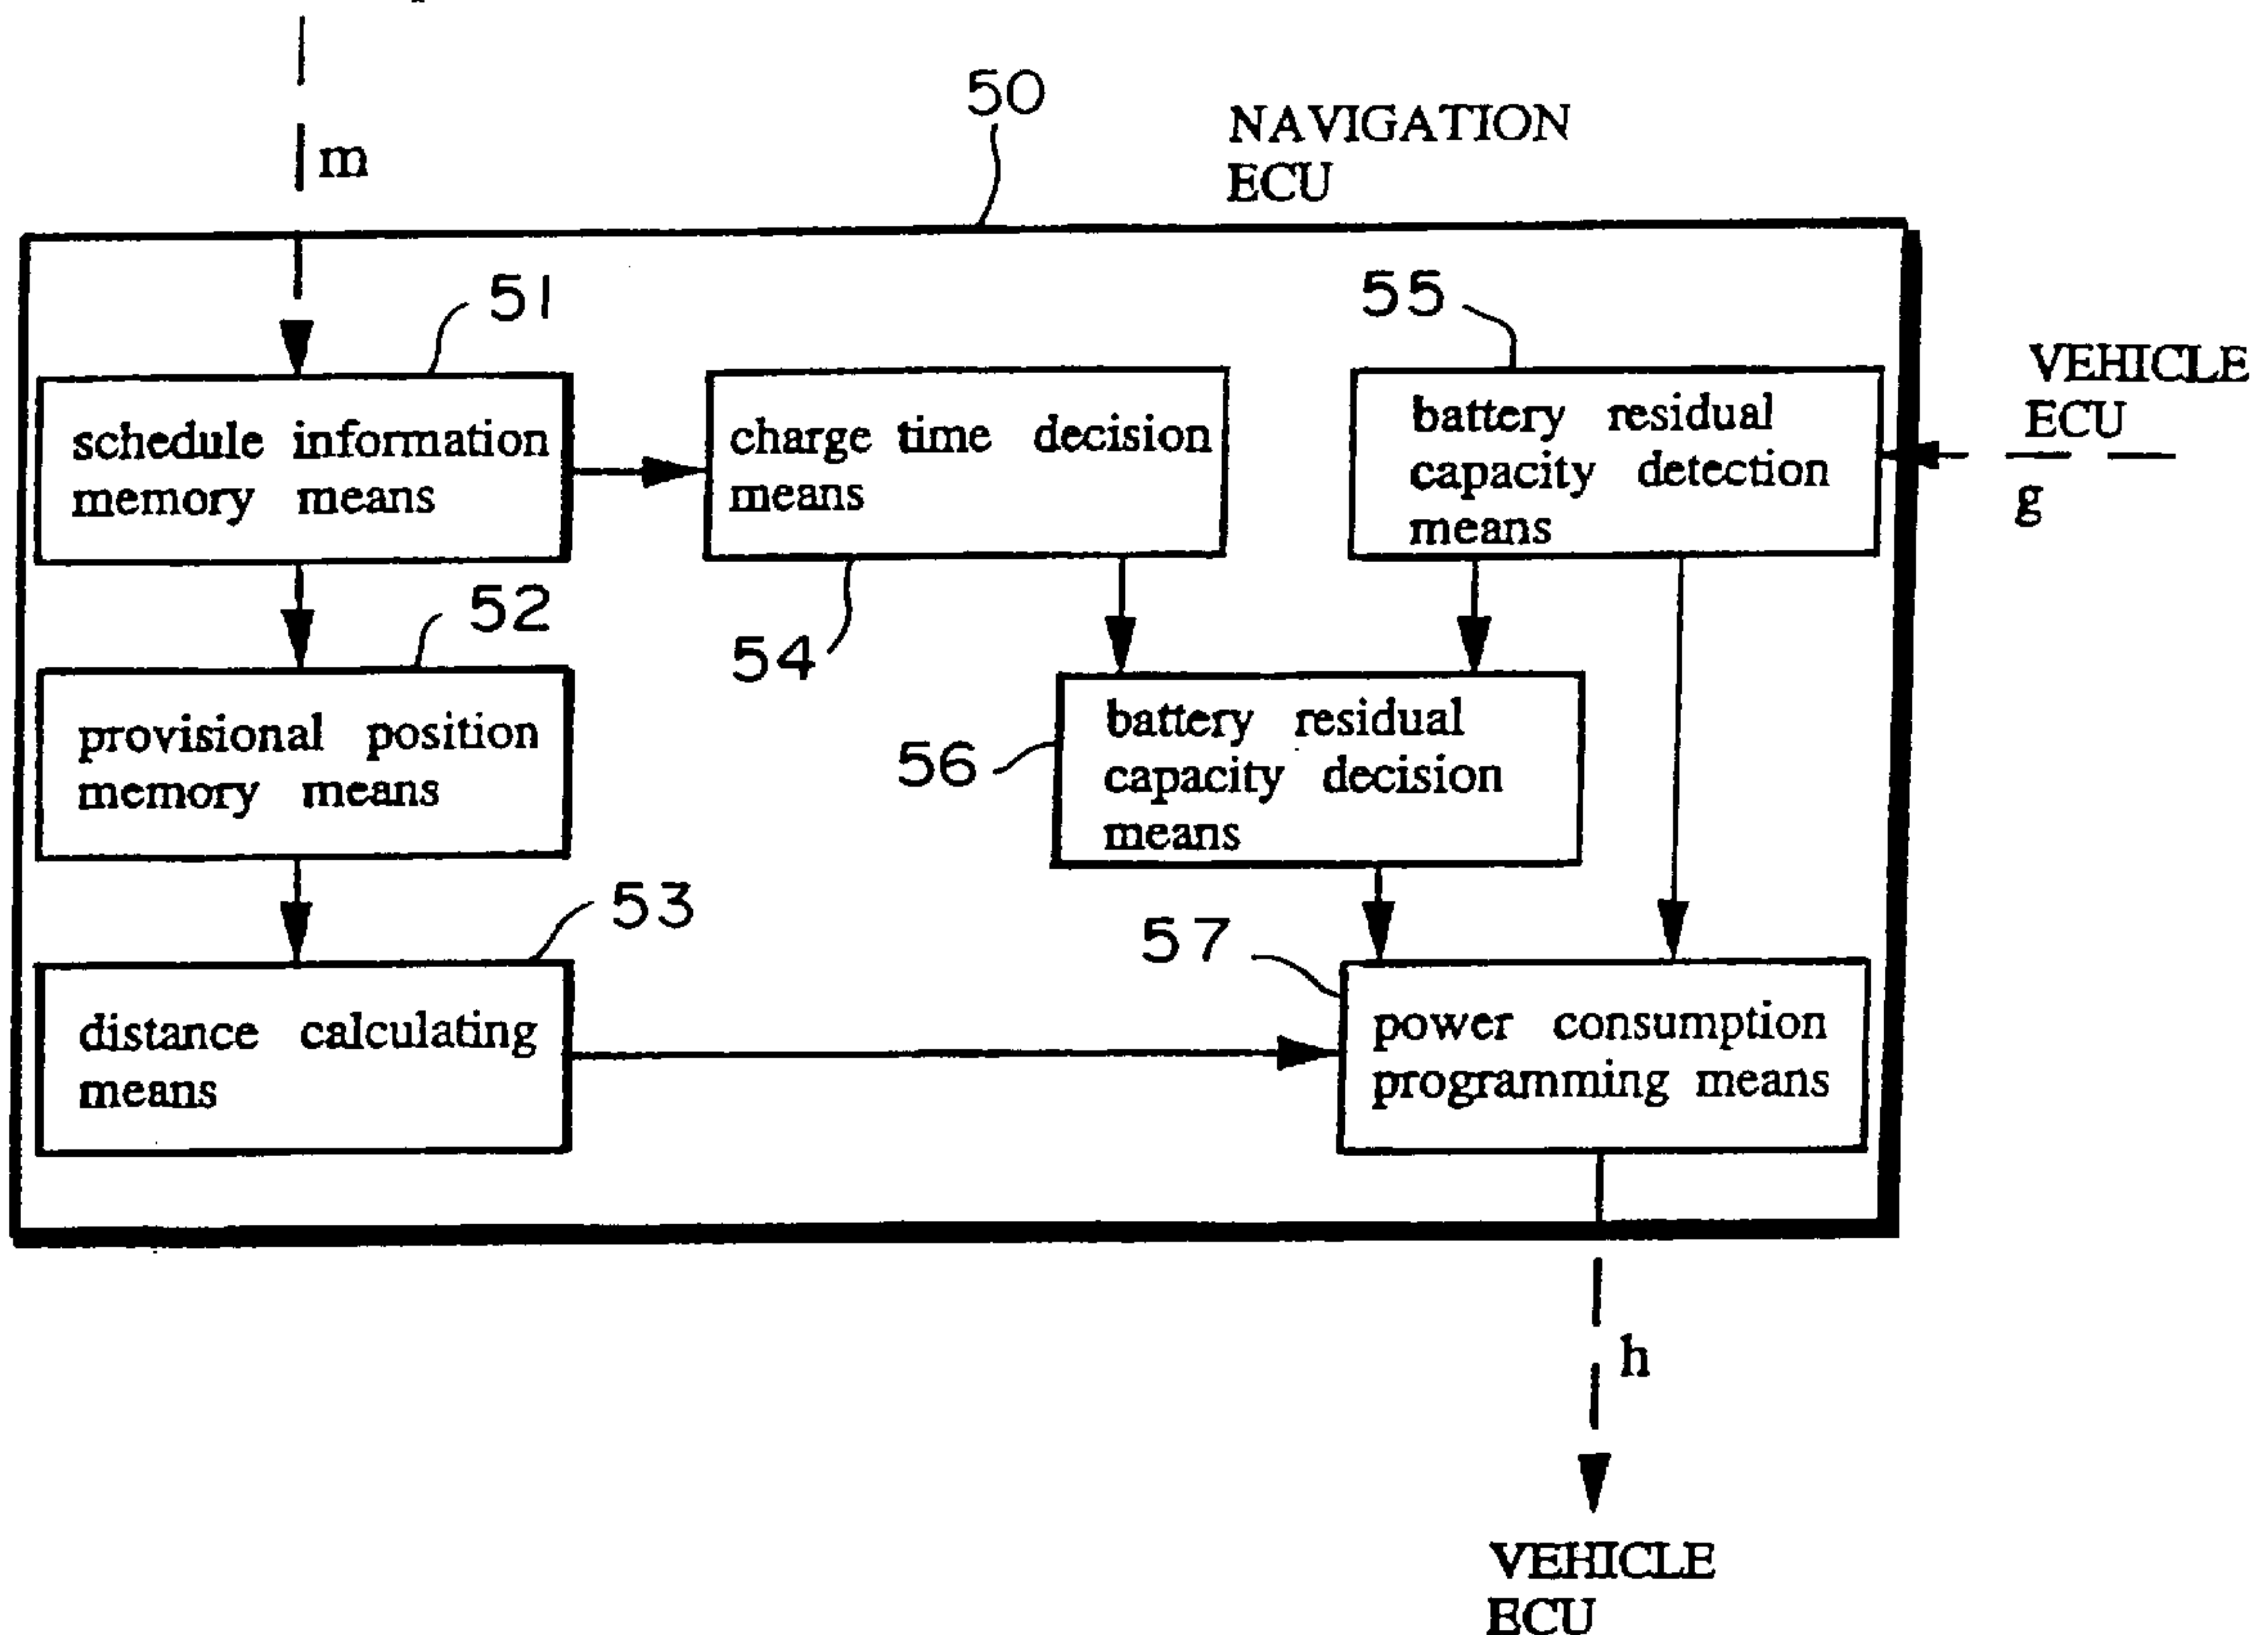 50
NAVIGATION
ECU
m
51
55
VEHICLE
ECU
g
schedule information
memory means
charge time decision
means
battery residual
capacity detection
means
52
54
provisional position
memory means
56
battery residual
capacity decision
means
53
57
distance calculating
means
power consumption
programming means
h
VEHICLE
ECU